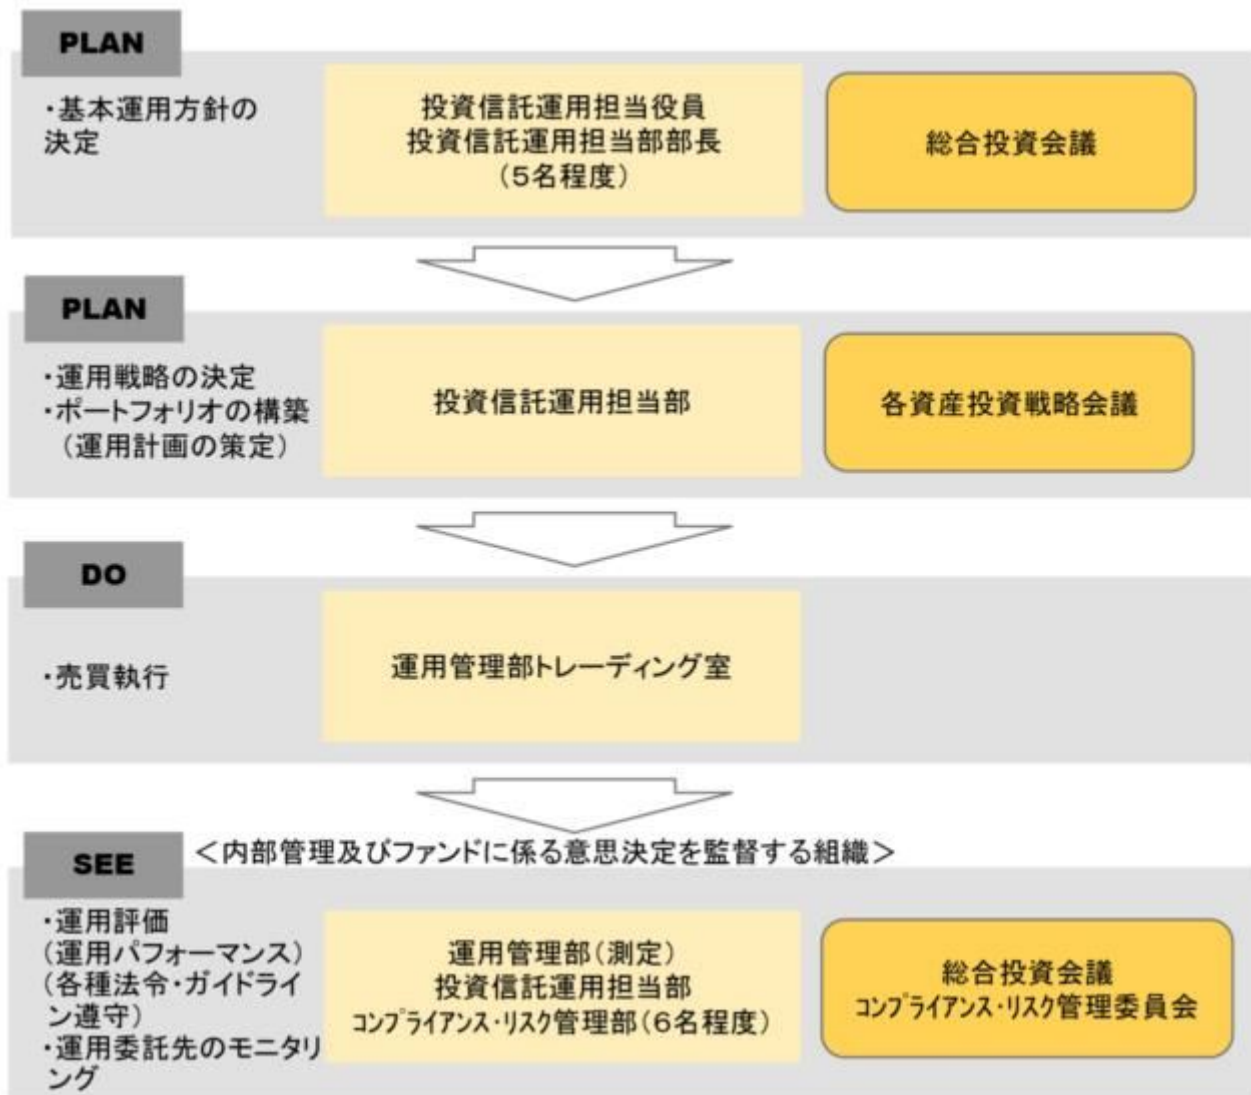 PLAN
・基本運用方針の
決定
投資信託運用担当役員
投資信託運用担当部部長
(5名程度)
総合投資会議
PLAN
・運用戦略の決定
・ポートフォリオの構築
(運用計画の策定)
投資信託運用担当部
各資産投資戦略会議
DO
・売買執行
運用管理部トレーディング室
SEE
<内部管理及びファンドに係る意思決定を監督する組織>
・運用評価
(運用パフォーマンス)
(各種法令・ガイドライ
ン遵守)
・運用委託先のモニタリ
ング
運用管理部(測定)
投資信託運用担当部
コンプライアンス・リスク管理部(6名程度)
総合投資会議
コンプライアンス・リスク管理委員会